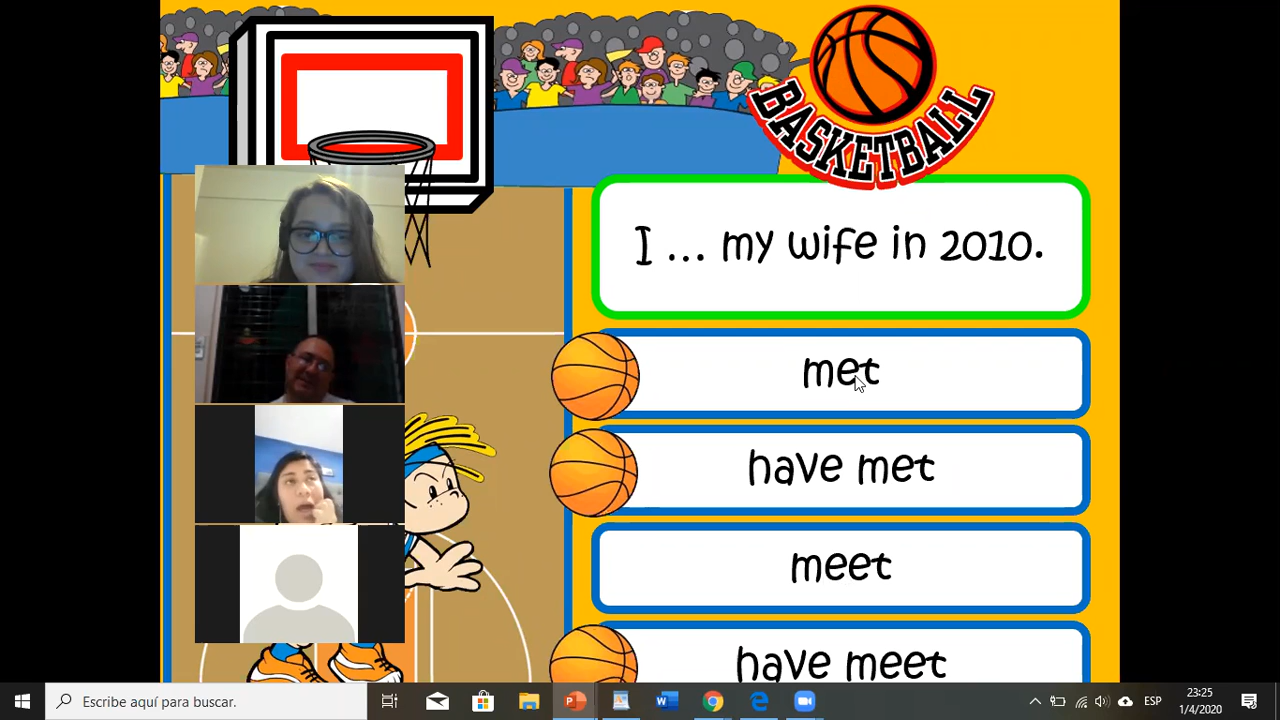 BASKETBALL
I ... my wife in 2010.
met
have met
meet
have meet
Escribe aquí para buscar.
ESP
23:25
1/4/2020